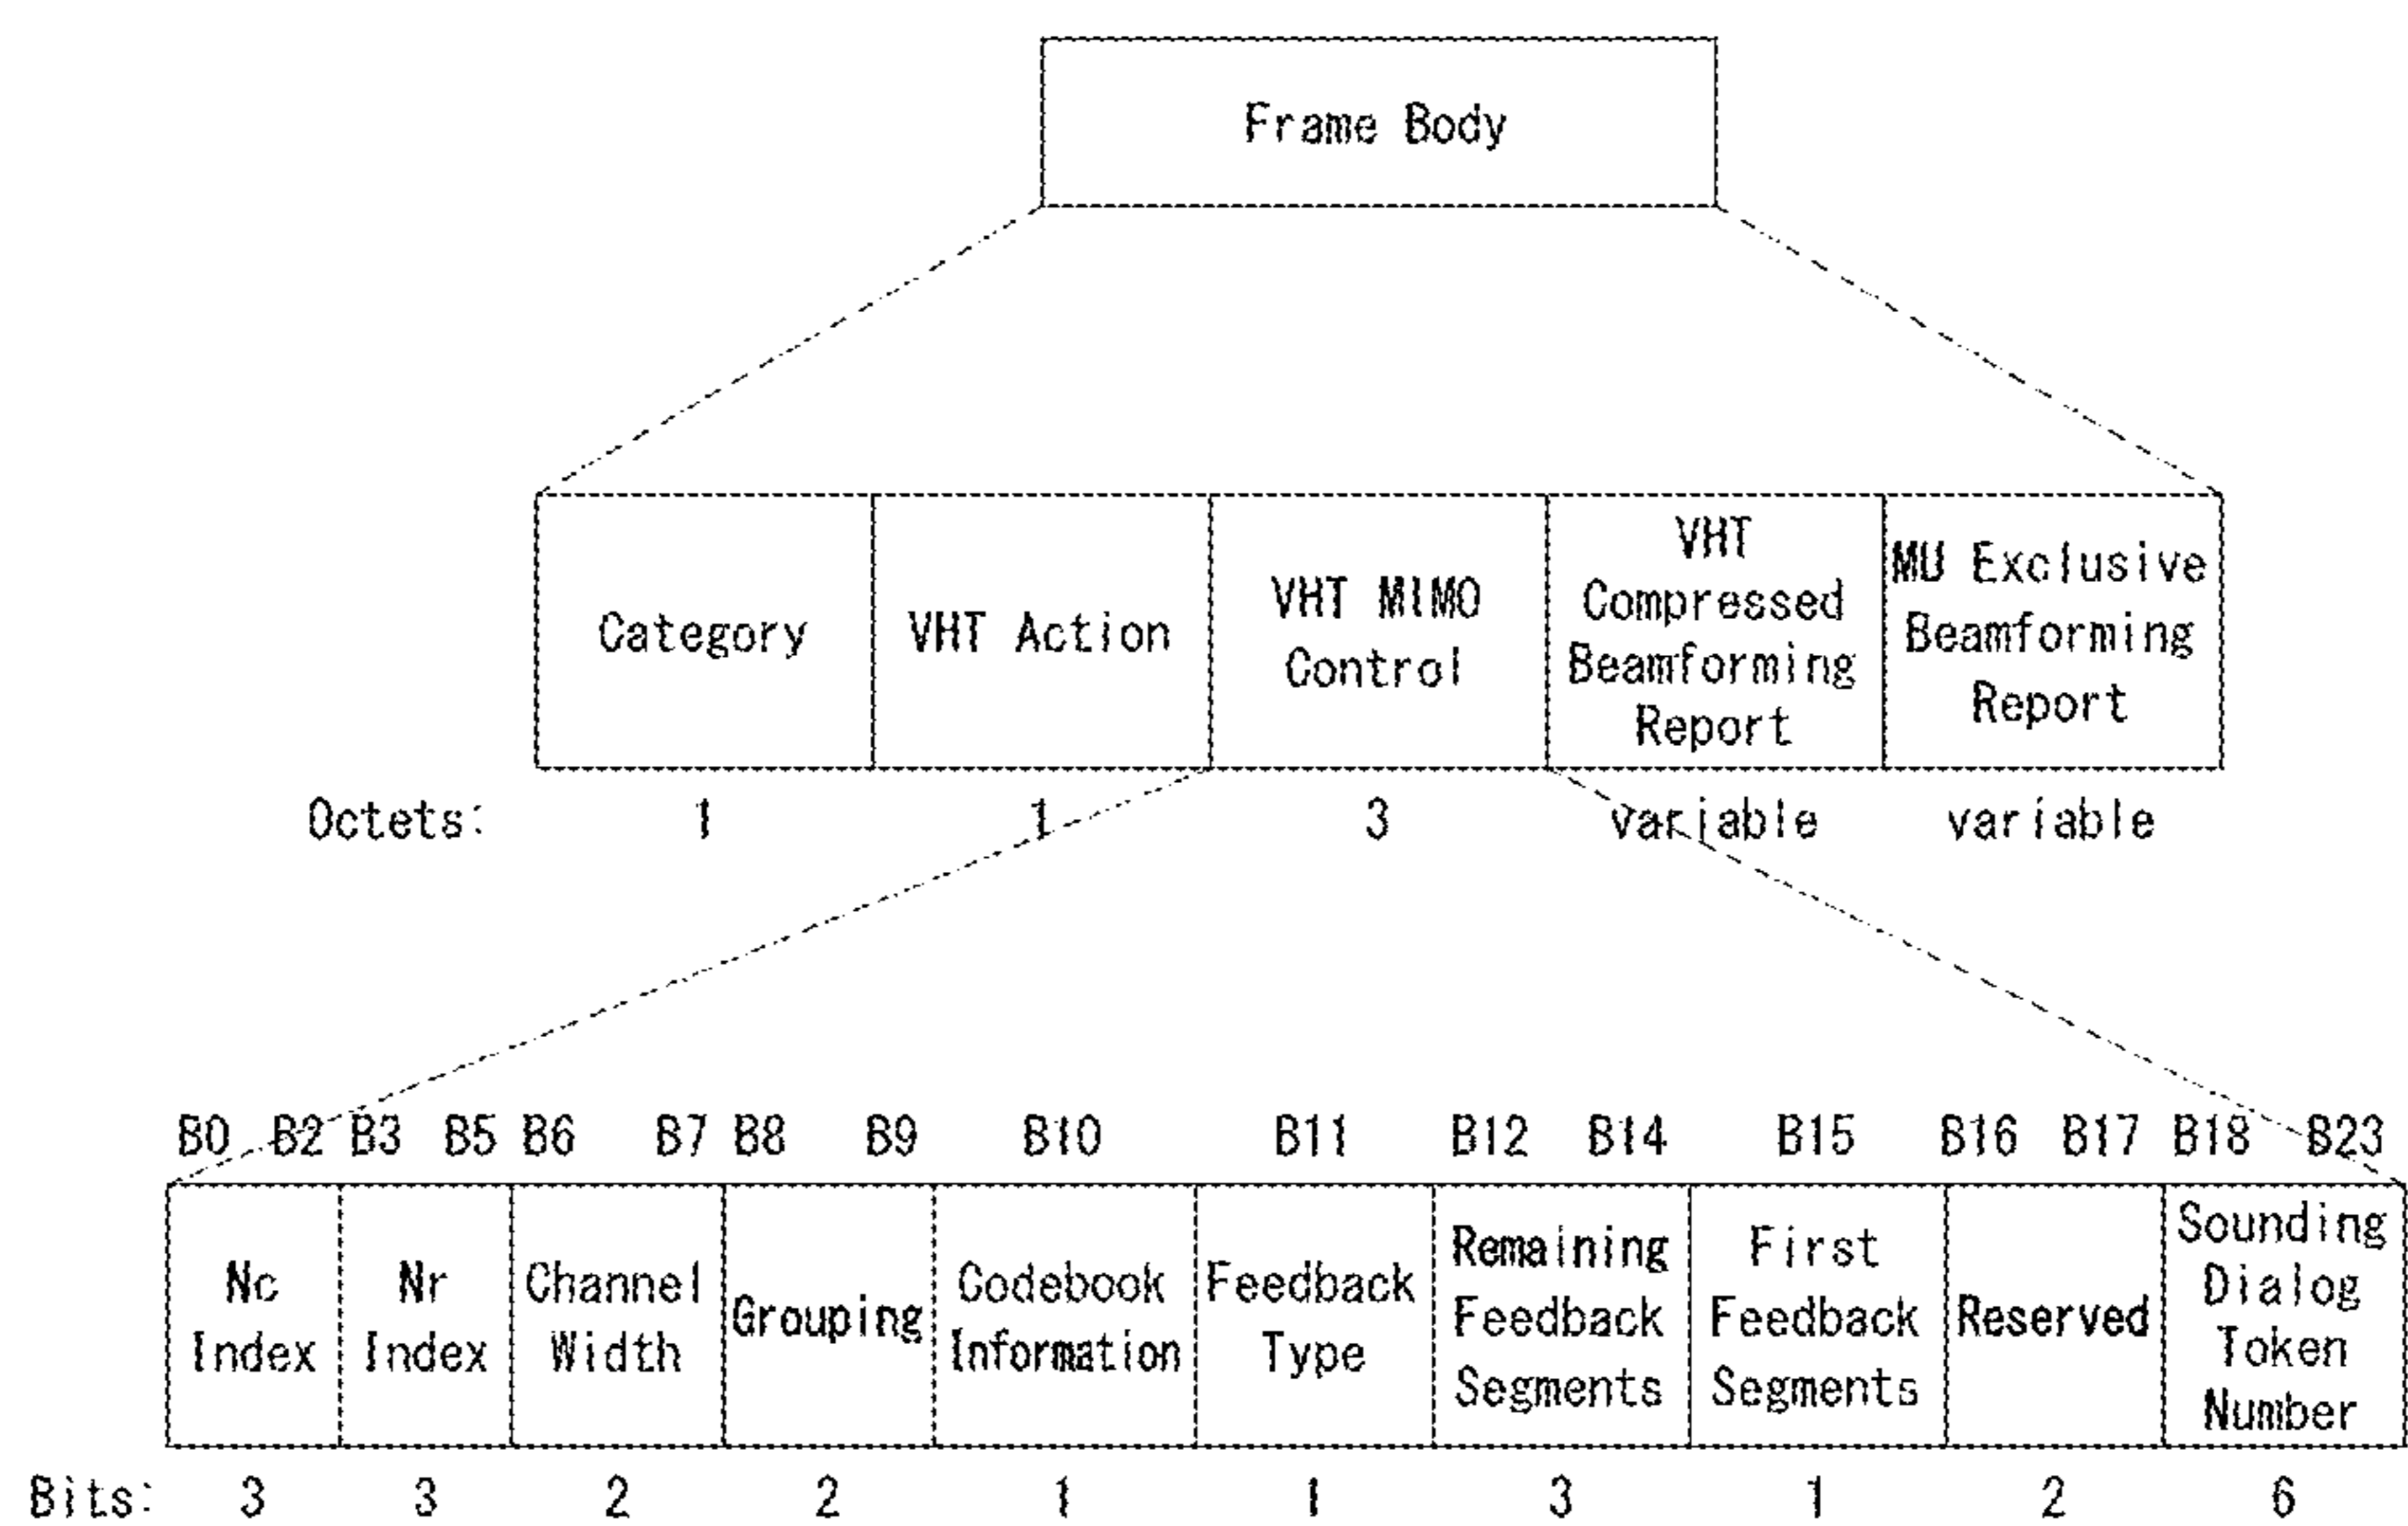 Frame Body
Category
VHT Action
VHT MIMO
Control
VHT
Compressed
Beamforming
Report
MU Exclusive
Beamforming
Report
Octets: 1 1 3 variable variable
B0 B2 B3 B5 B6 B7 B8 B9 B10 B11 B12 B14 B15 B16 B17 B18 B23
Nc
Index
Nr
Index
Channel
Width
Grouping
Codebook
Information
Feedback
Type
Remaining
Feedback
Segments
First
Feedback
Segments
Reserved
Sounding
Dialog
Token
Number
Bits: 3 3 2 2 1 1 3 1 2 6